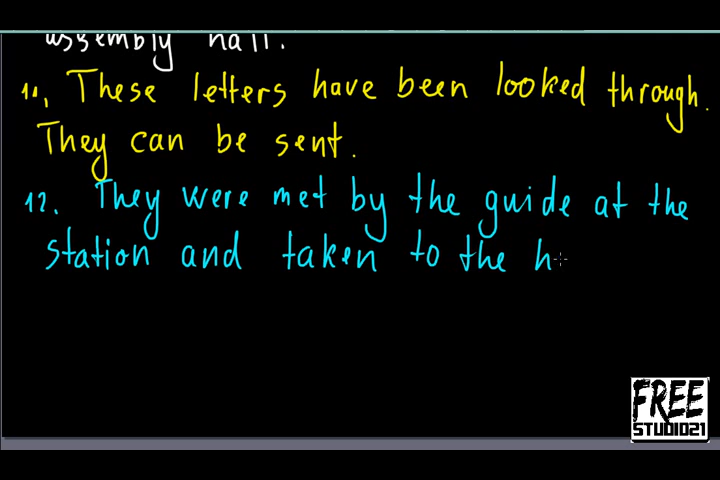 assembly hall.
11. These letters have been looked through.
They can be sent.
12. They were met by the guide at the
station and taken to the h
FREE
STUDIO21